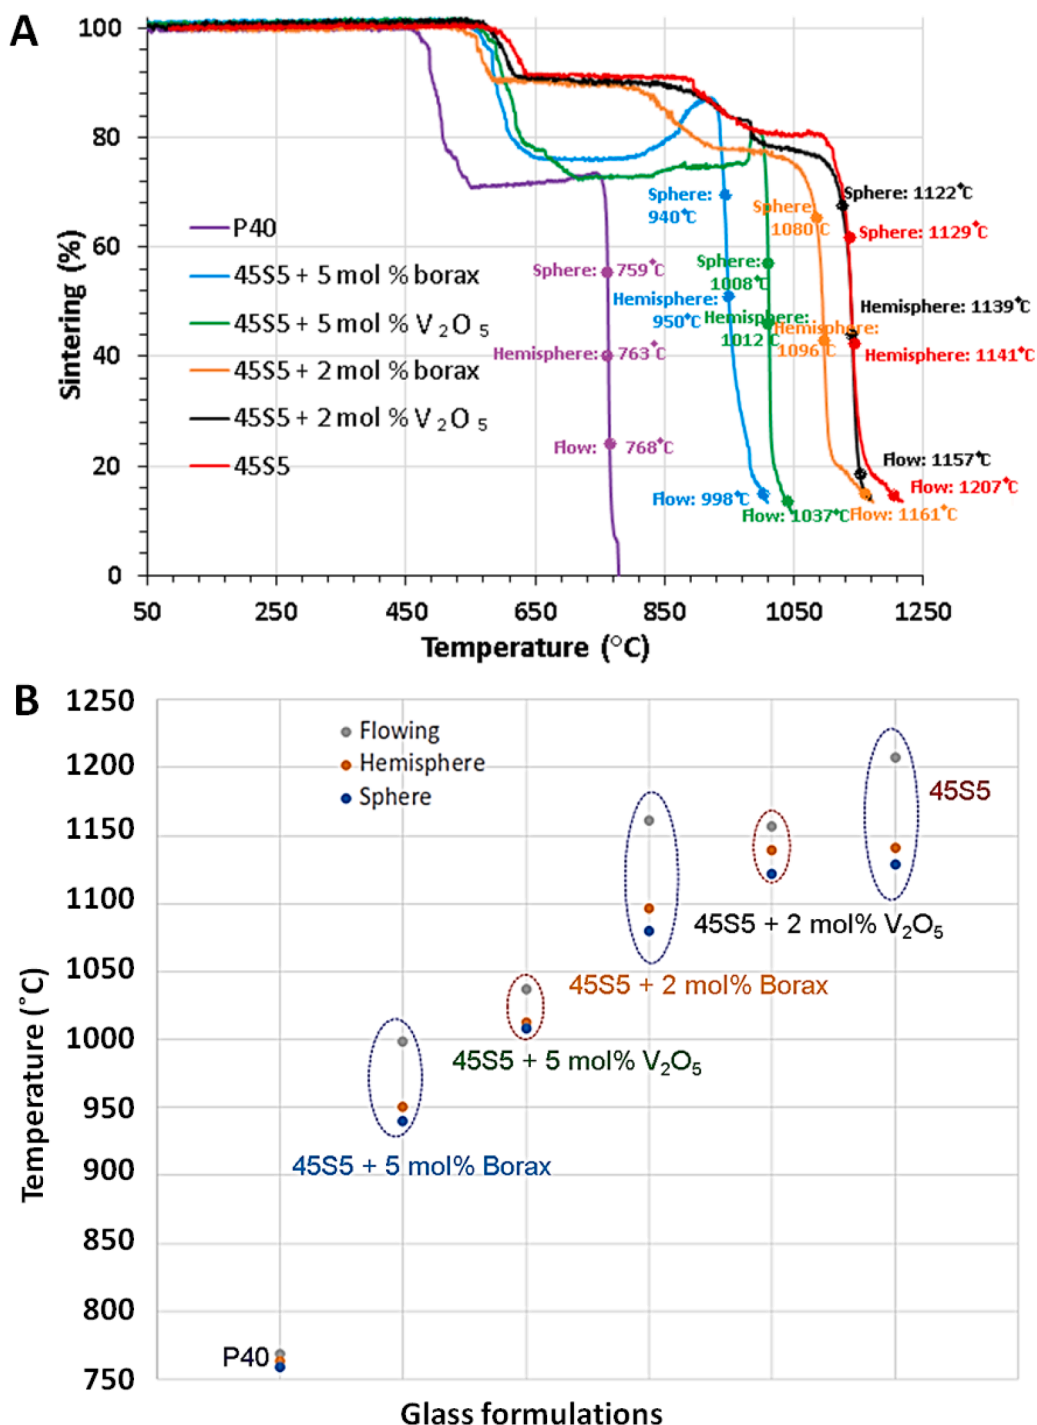 A
100
80
60
40
20
0
Sintering (%)
P40
45S5 + 5 mol % borax
45S5 + 5 mol % V₂O₅
45S5 + 2 mol % borax
45S5 + 2 mol % V₂O₅
45S5
Sphere: 1122°C
Sphere:
940°C
Sphere:
1080°C
Sphere: 1129°C
Sphere: 759°C
Sphere:
1008°C
Hemisphere:
950°C
Hemisphere: 1139°C
Hemisphere:
1012°C
Hemisphere:
1096°C
Hemisphere: 763°C
Hemisphere: 1141°C
Flow: 768°C
Flow: 1157°C
Flow: 1207°C
Flow: 998°C
Flow: 1037°C
Flow: 1161°C
50 250 450 650 850 1050 1250
Temperature (°C)
B
1250
1200
1150
1100
1050
1000
950
900
850
800
750
Temperature (°C)
Flowing
Hemisphere
Sphere
45S5
45S5 + 2 mol% V₂O₅
45S5 + 2 mol% Borax
45S5 + 5 mol% V₂O₅
45S5 + 5 mol% Borax
P40
Glass formulations